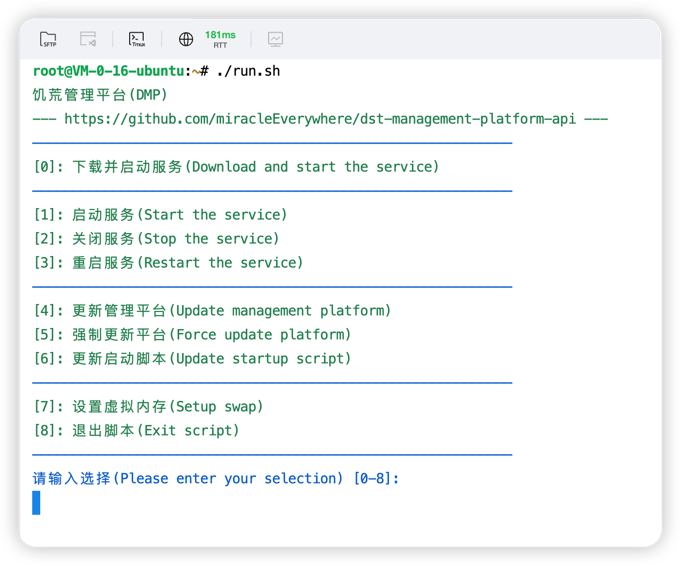 SFTP
Tmux
181ms
RTT
root@VM-0-16-ubuntu:~# ./run.sh
饥荒管理平台(DMP)
--- https://github.com/miracleEverywhere/dst-management-platform-api ---
[0]: 下载并启动服务(Download and start the service)
[1]: 启动服务(Start the service)
[2]: 关闭服务(Stop the service)
[3]: 重启服务(Restart the service)
[4]: 更新管理平台(Update management platform)
[5]: 强制更新平台(Force update platform)
[6]: 更新启动脚本(Update startup script)
[7]: 设置虚拟内存(Setup swap)
[8]: 退出脚本(Exit script)
请输入选择(Please enter your selection) [0-8]: